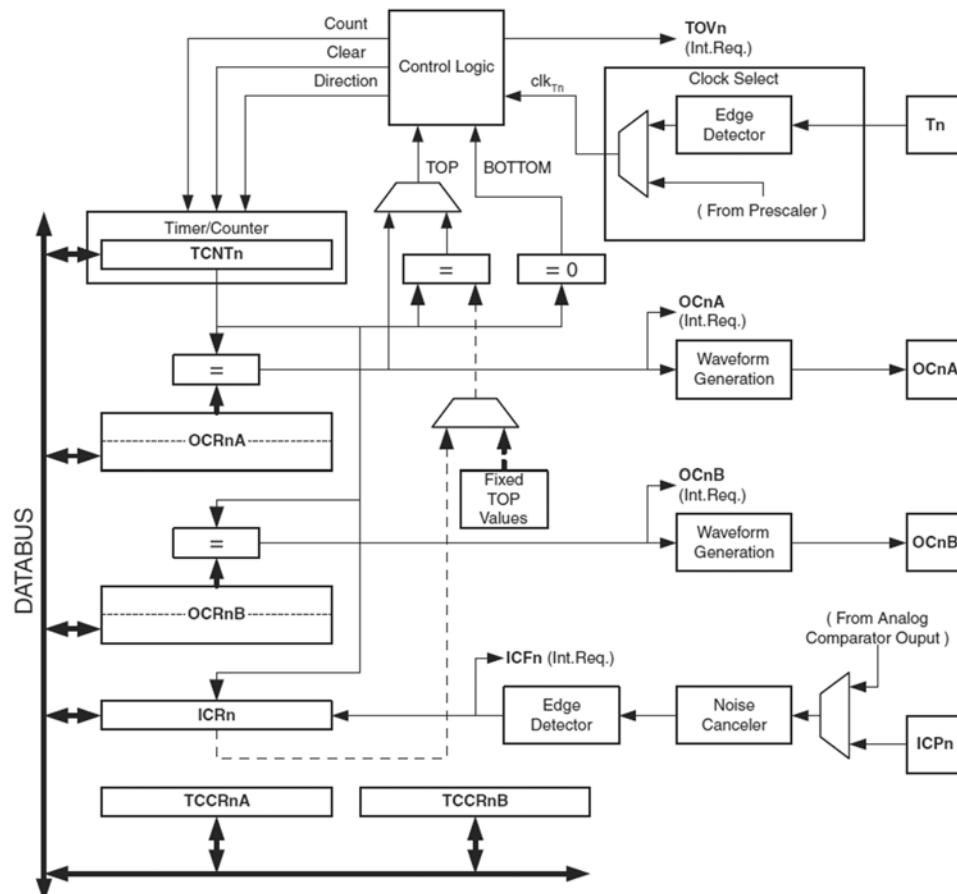 Count
Clear
Direction
Control Logic
TOVn
(Int.Req.)
clkTn
Clock Select
Edge
Detector
Tn
( From Prescaler )
TOP
BOTTOM
Timer/Counter
TCNTn
=
= 0
=
OCnA
(Int.Req.)
Waveform
Generation
OCnA
OCRnA
Fixed
TOP
Values
OCnB
(Int.Req.)
=
Waveform
Generation
OCnB
DATABUS
OCRnB
( From Analog
Comparator Ouput )
ICFn (Int.Req.)
ICRn
Edge
Detector
Noise
Canceler
ICPn
TCCRnA
TCCRnB